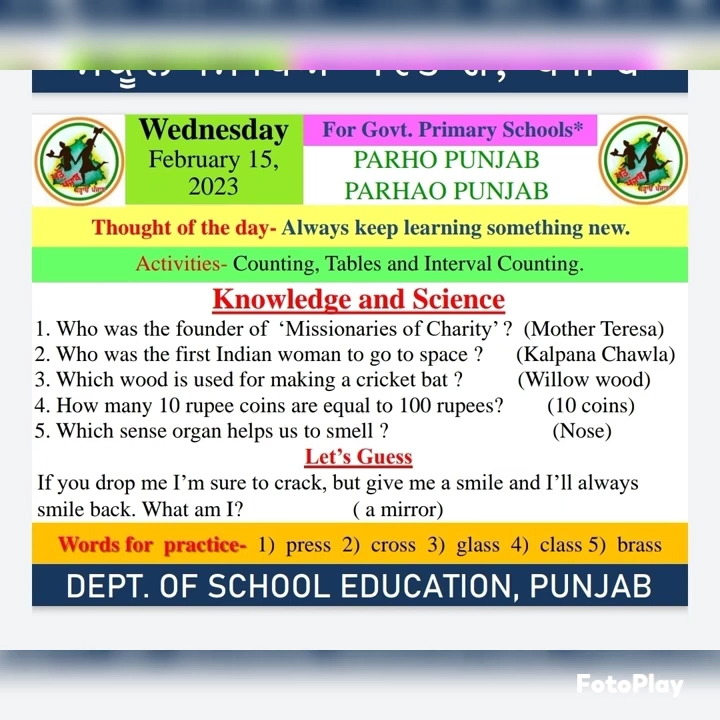 Wednesday
February 15,
2023
For Govt. Primary Schools*
PARHO PUNJAB
PARHAO PUNJAB
Thought of the day- Always keep learning something new.
Activities- Counting, Tables and Interval Counting.
Knowledge and Science
1. Who was the founder of ‘Missionaries of Charity’ ? (Mother Teresa)
2. Who was the first Indian woman to go to space ? (Kalpana Chawla)
3. Which wood is used for making a cricket bat ? (Willow wood)
4. How many 10 rupee coins are equal to 100 rupees? (10 coins)
5. Which sense organ helps us to smell ? (Nose)
Let’s Guess
If you drop me I’m sure to crack, but give me a smile and I’ll always
smile back. What am I? ( a mirror)
Words for practice- 1) press 2) cross 3) glass 4) class 5) brass
DEPT. OF SCHOOL EDUCATION, PUNJAB
FotoPlay